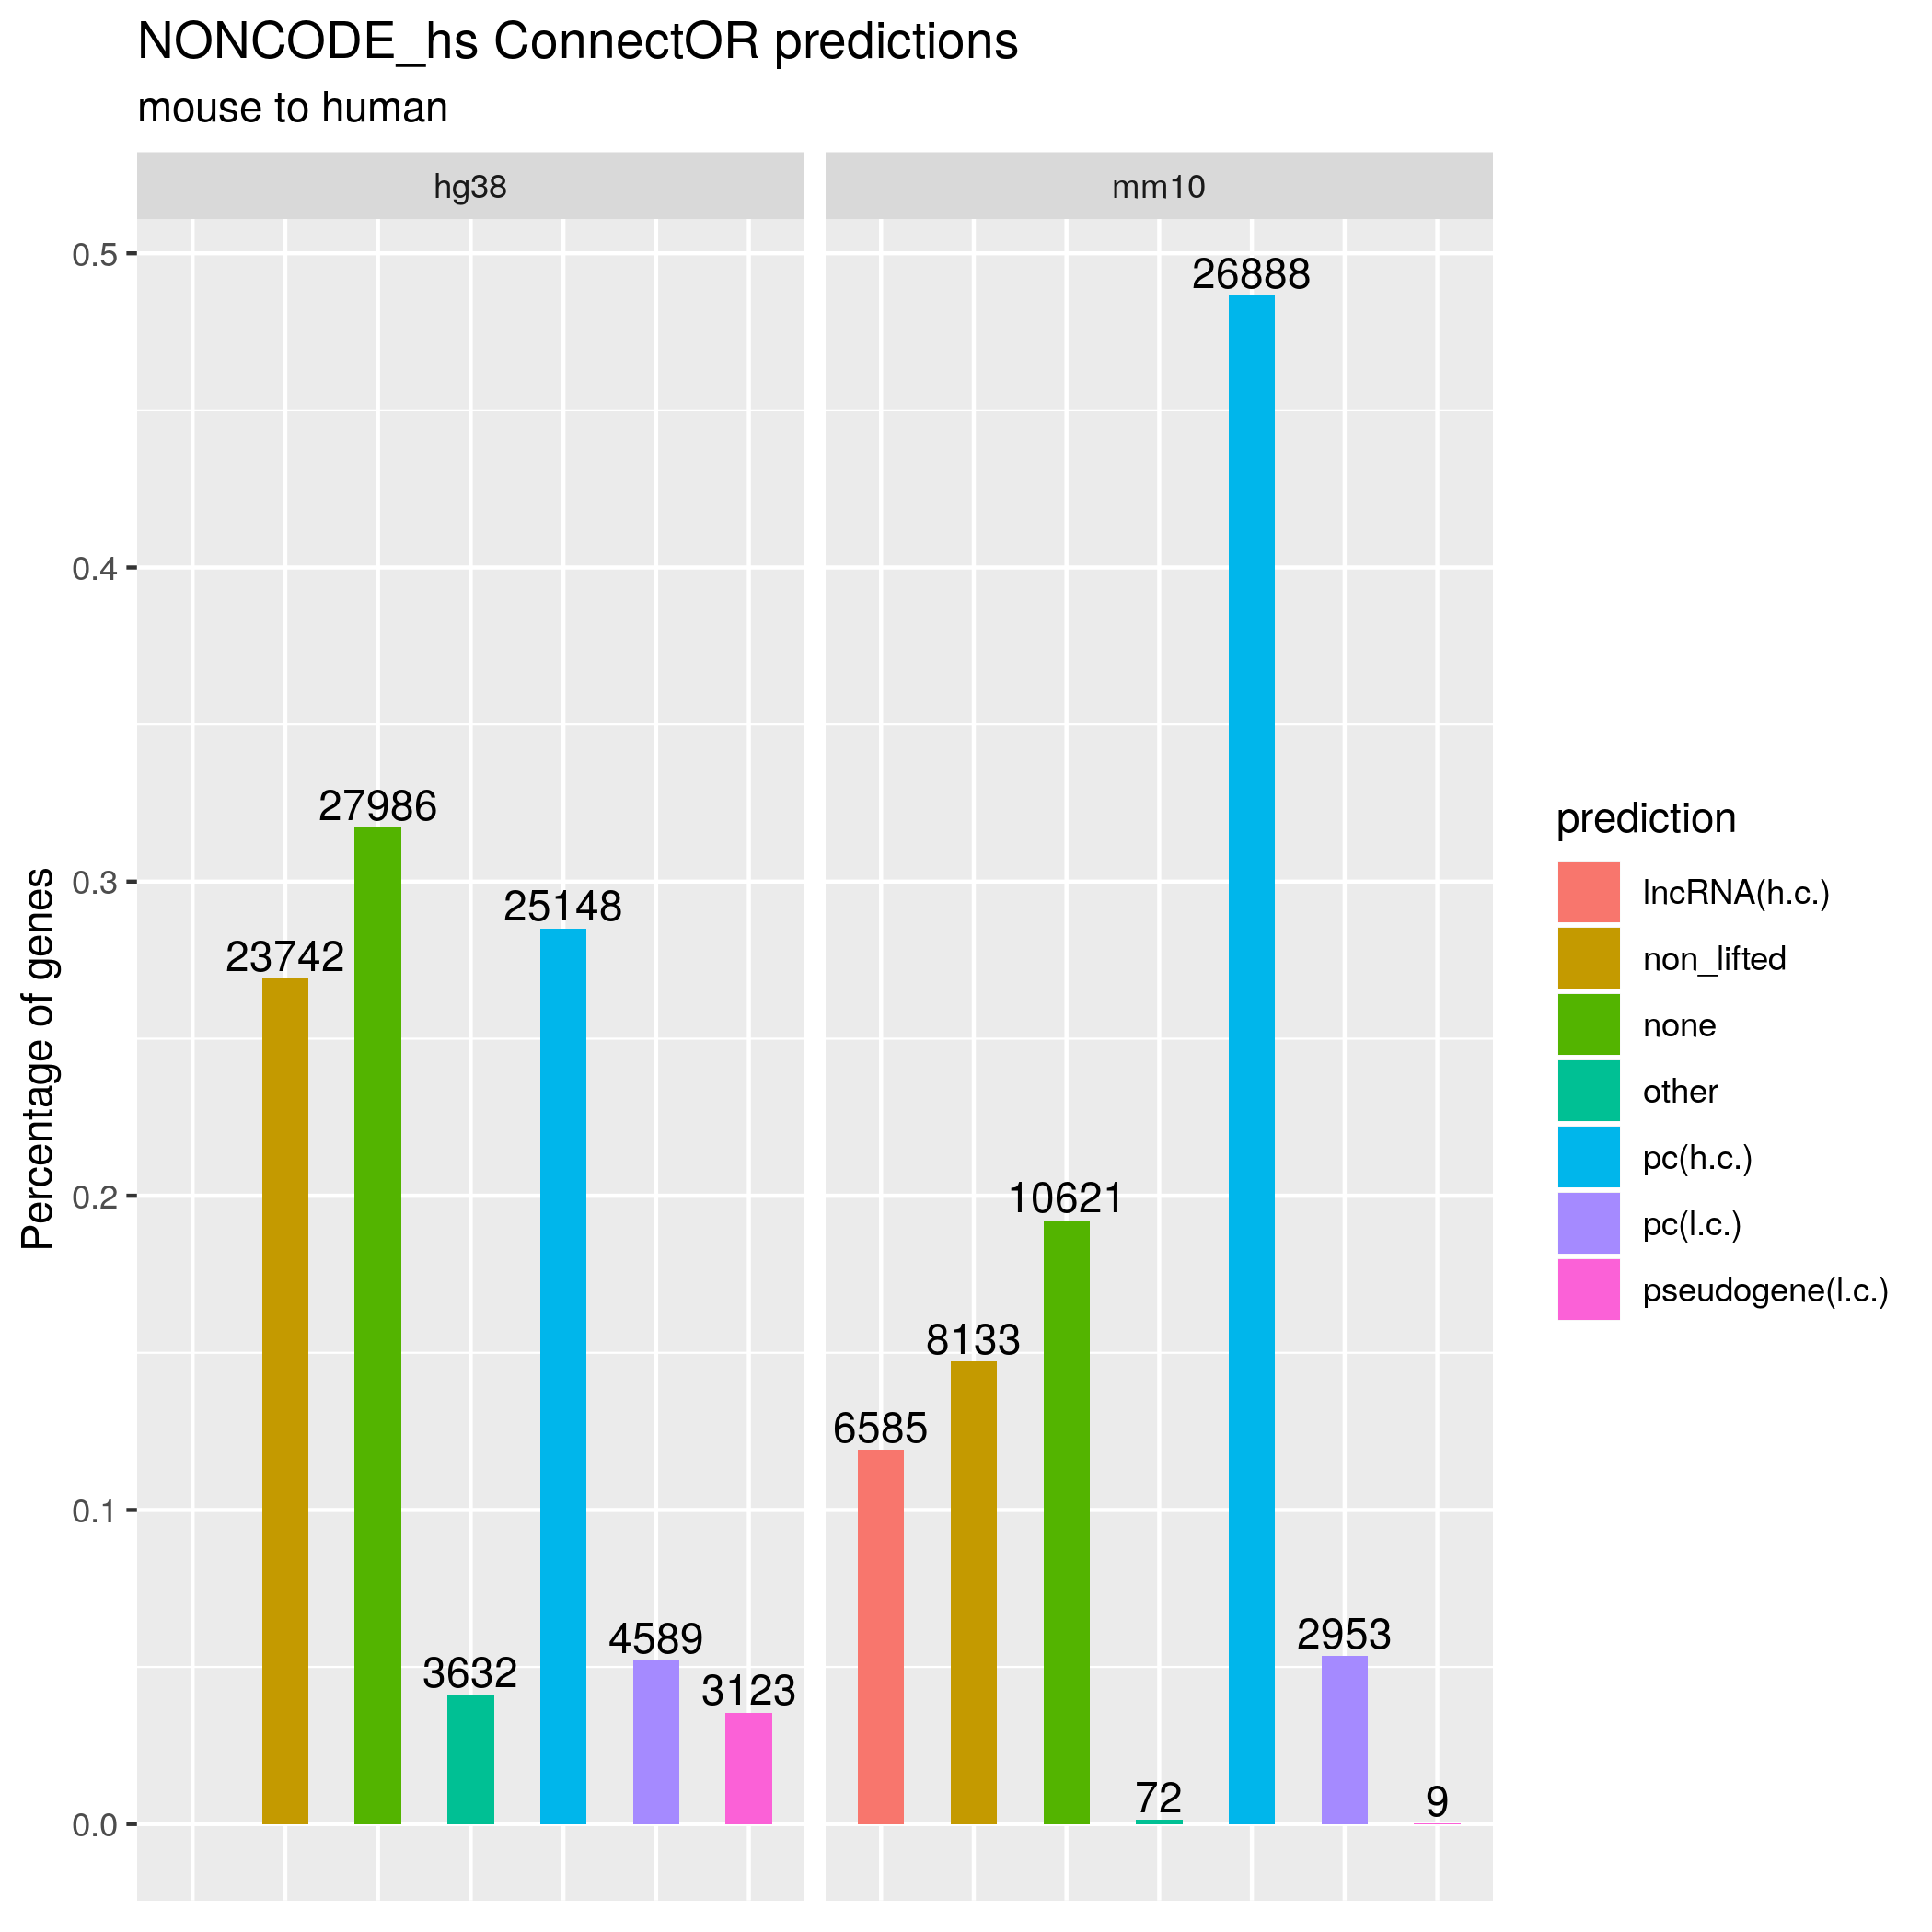 NONCODE_hs ConnectOR predictions
mouse to human
hg38
mm10
Percentage of genes
0.5
0.4
0.3
0.2
0.1
0.0
23742
27986
3632
25148
4589
3123
6585
8133
10621
72
26888
2953
9
prediction
lncRNA(h.c.)
non_lifted
none
other
pc(h.c.)
pc(l.c.)
pseudogene(l.c.)